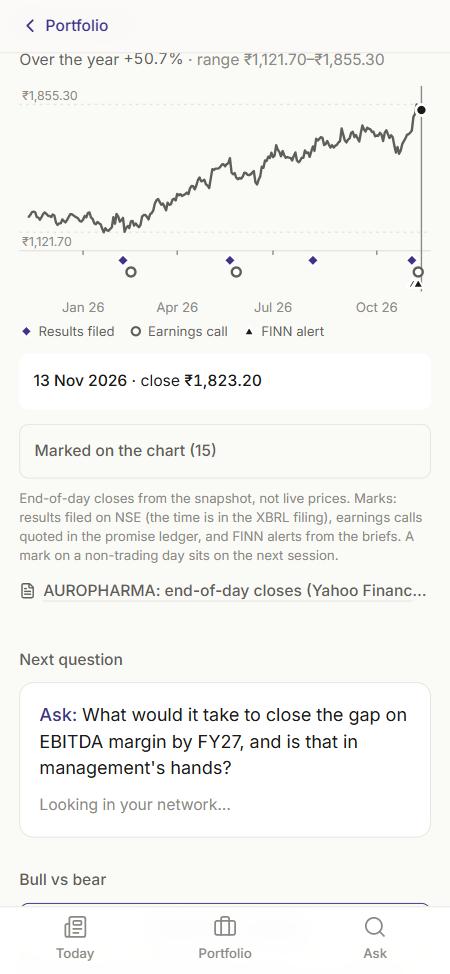 Portfolio
Over the year +50.7% · range ₹1,121.70–₹1,855.30
₹1,855.30
₹1,121.70
Jan 26
Apr 26
Jul 26
Oct 26
Results filed
Earnings call
FINN alert
13 Nov 2026 · close ₹1,823.20
Marked on the chart (15)
End-of-day closes from the snapshot, not live prices. Marks:
results filed on NSE (the time is in the XBRL filing), earnings calls
quoted in the promise ledger, and FINN alerts from the briefs. A
mark on a non-trading day sits on the next session.
AUROPHARMA: end-of-day closes (Yahoo Financ...
Next question
Ask: What would it take to close the gap on
EBITDA margin by FY27, and is that in
management's hands?
Looking in your network...
Bull vs bear
Today
Portfolio
Ask